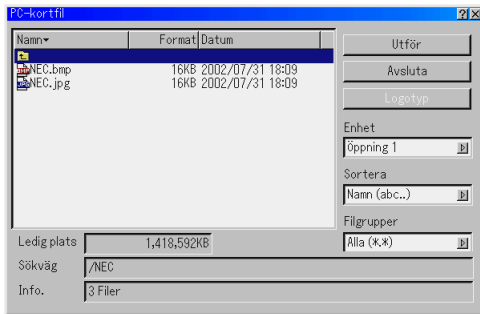 PC-kortfil
Namn Format Datum
NEC.bmp 16KB 2002/07/31 18:09
NEC.jpg 16KB 2002/07/31 18:09
Utför
Avsluta
Logotyp
Enhet
Öppning 1
Sortera
Namn (abc..)
Filgrupper
Alla (*.*)
Ledig plats 1,418,592KB
Sökväg /NEC
Info. 3 Filer